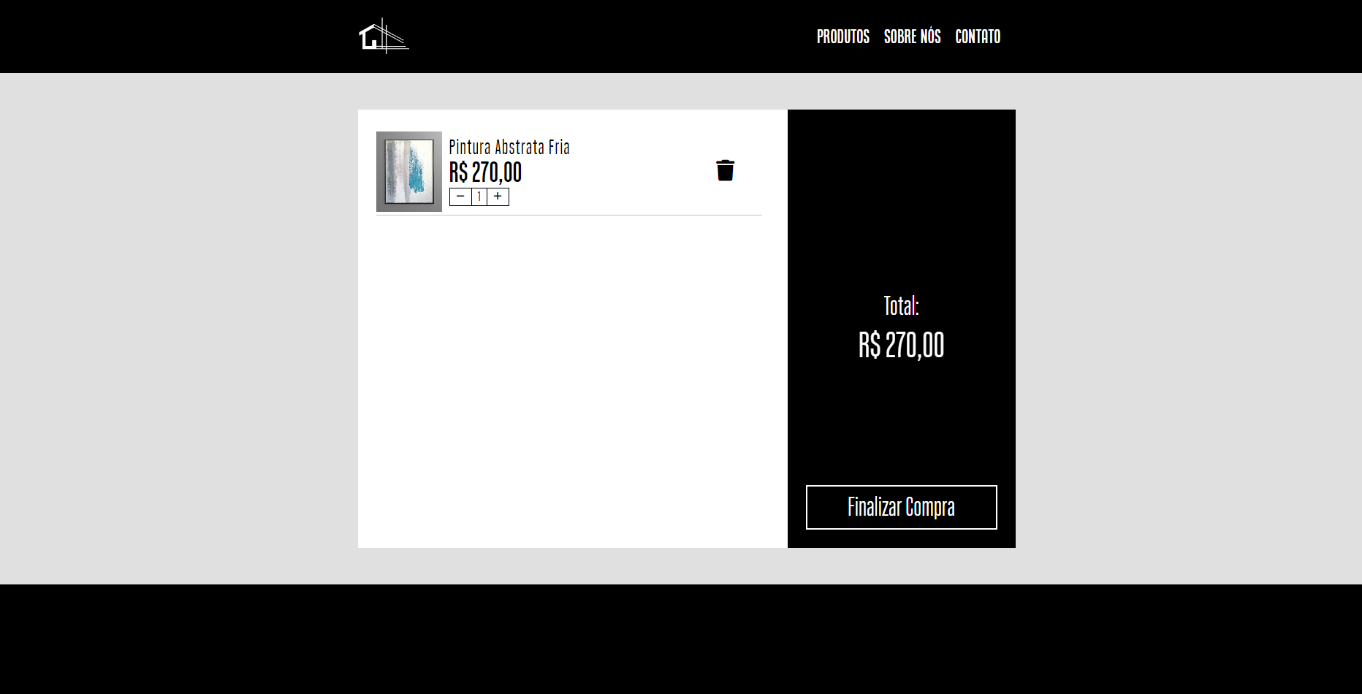 PRODUTOS SOBRE NÓS CONTATO
Pintura Abstrata Fria
R$ 270,00
− 1 +
Total:
R$ 270,00
Finalizar Compra